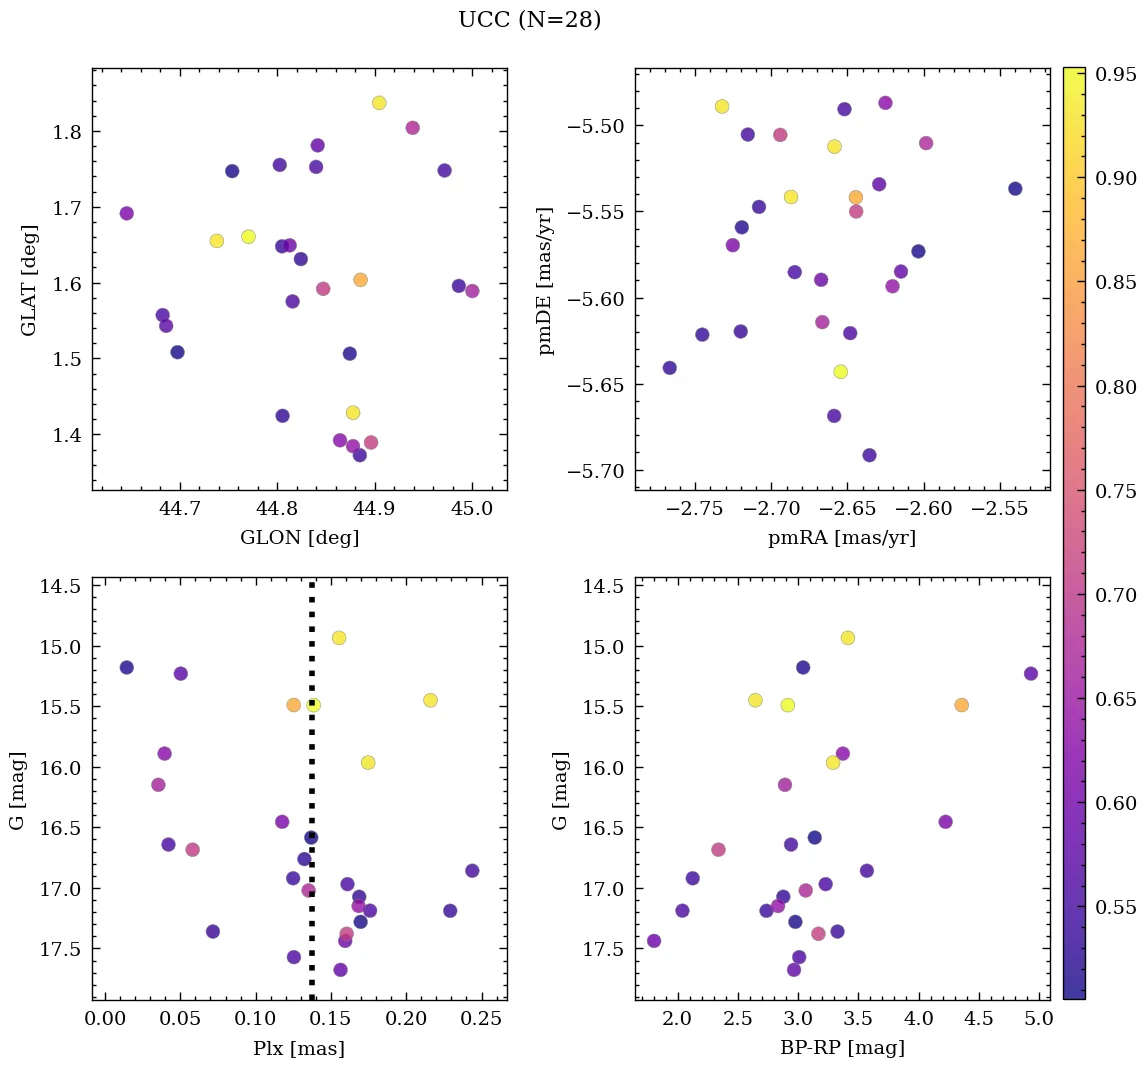 UCC (N=28)
1.8
1.7
1.6
1.5
1.4
GLAT [deg]
44.7 44.8 44.9 45.0
GLON [deg]
−5.50
−5.55
−5.60
−5.65
−5.70
pmDE [mas/yr]
−2.75 −2.70 −2.65 −2.60 −2.55
pmRA [mas/yr]
14.5
15.0
15.5
16.0
16.5
17.0
17.5
G [mag]
0.00 0.05 0.10 0.15 0.20 0.25
Plx [mas]
14.5
15.0
15.5
16.0
16.5
17.0
17.5
G [mag]
2.0 2.5 3.0 3.5 4.0 4.5 5.0
BP-RP [mag]
0.95
0.90
0.85
0.80
0.75
0.70
0.65
0.60
0.55